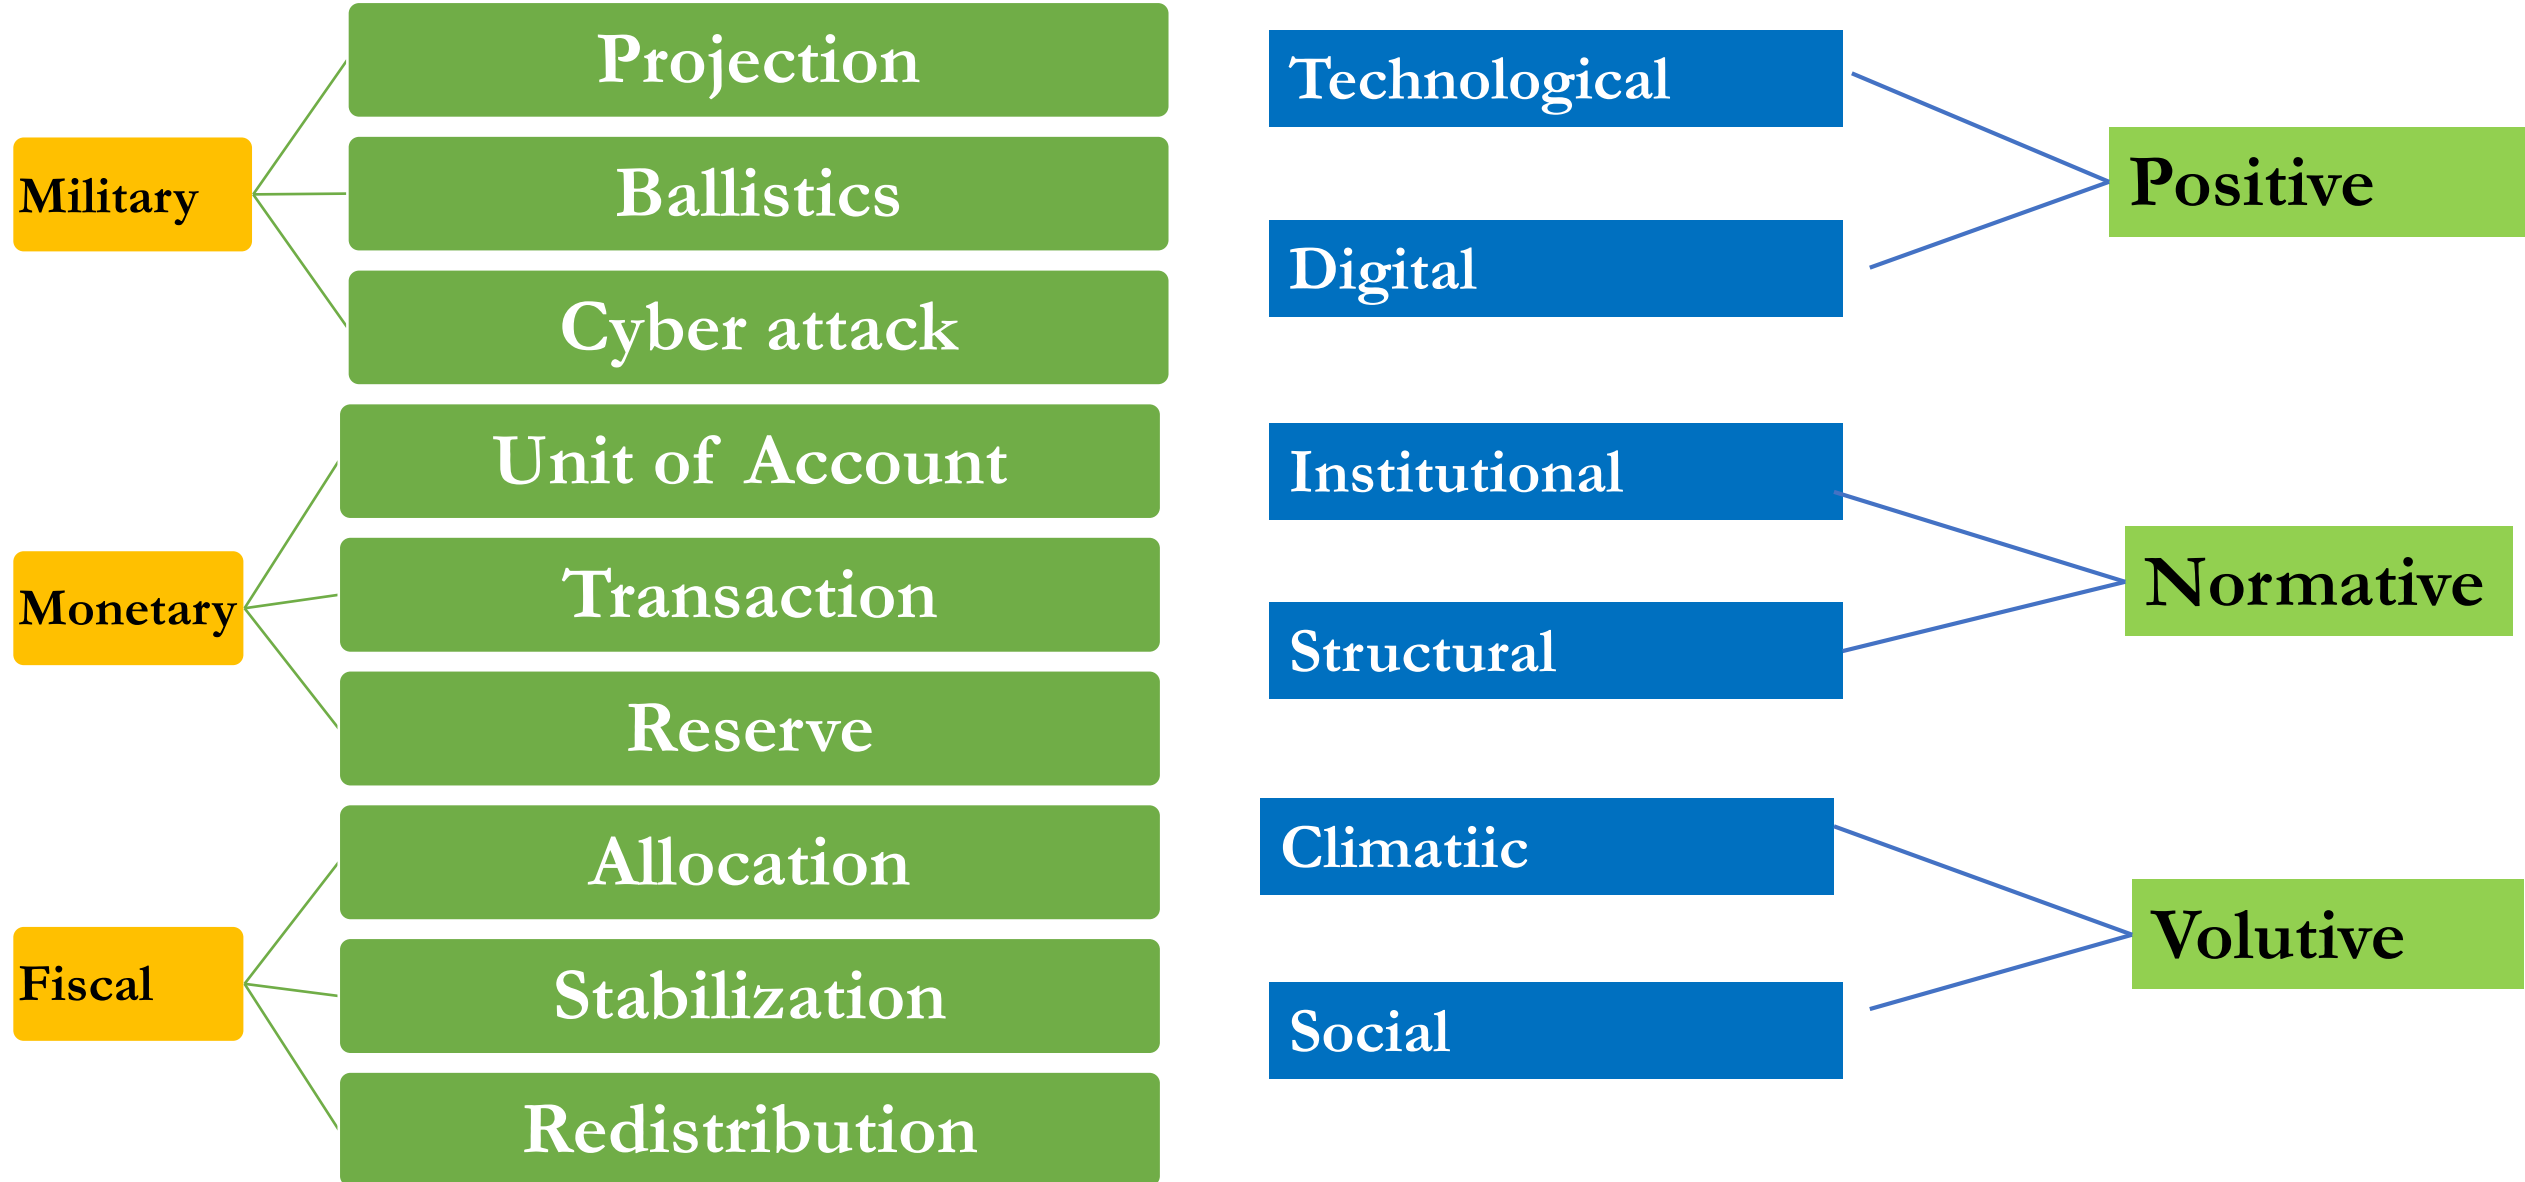 Military
Projection
Ballistics
Cyber attack
Monetary
Unit of Account
Transaction
Reserve
Fiscal
Allocation
Stabilization
Redistribution
Technological
Digital
Positive
Institutional
Structural
Normative
Climatiic
Social
Volutive